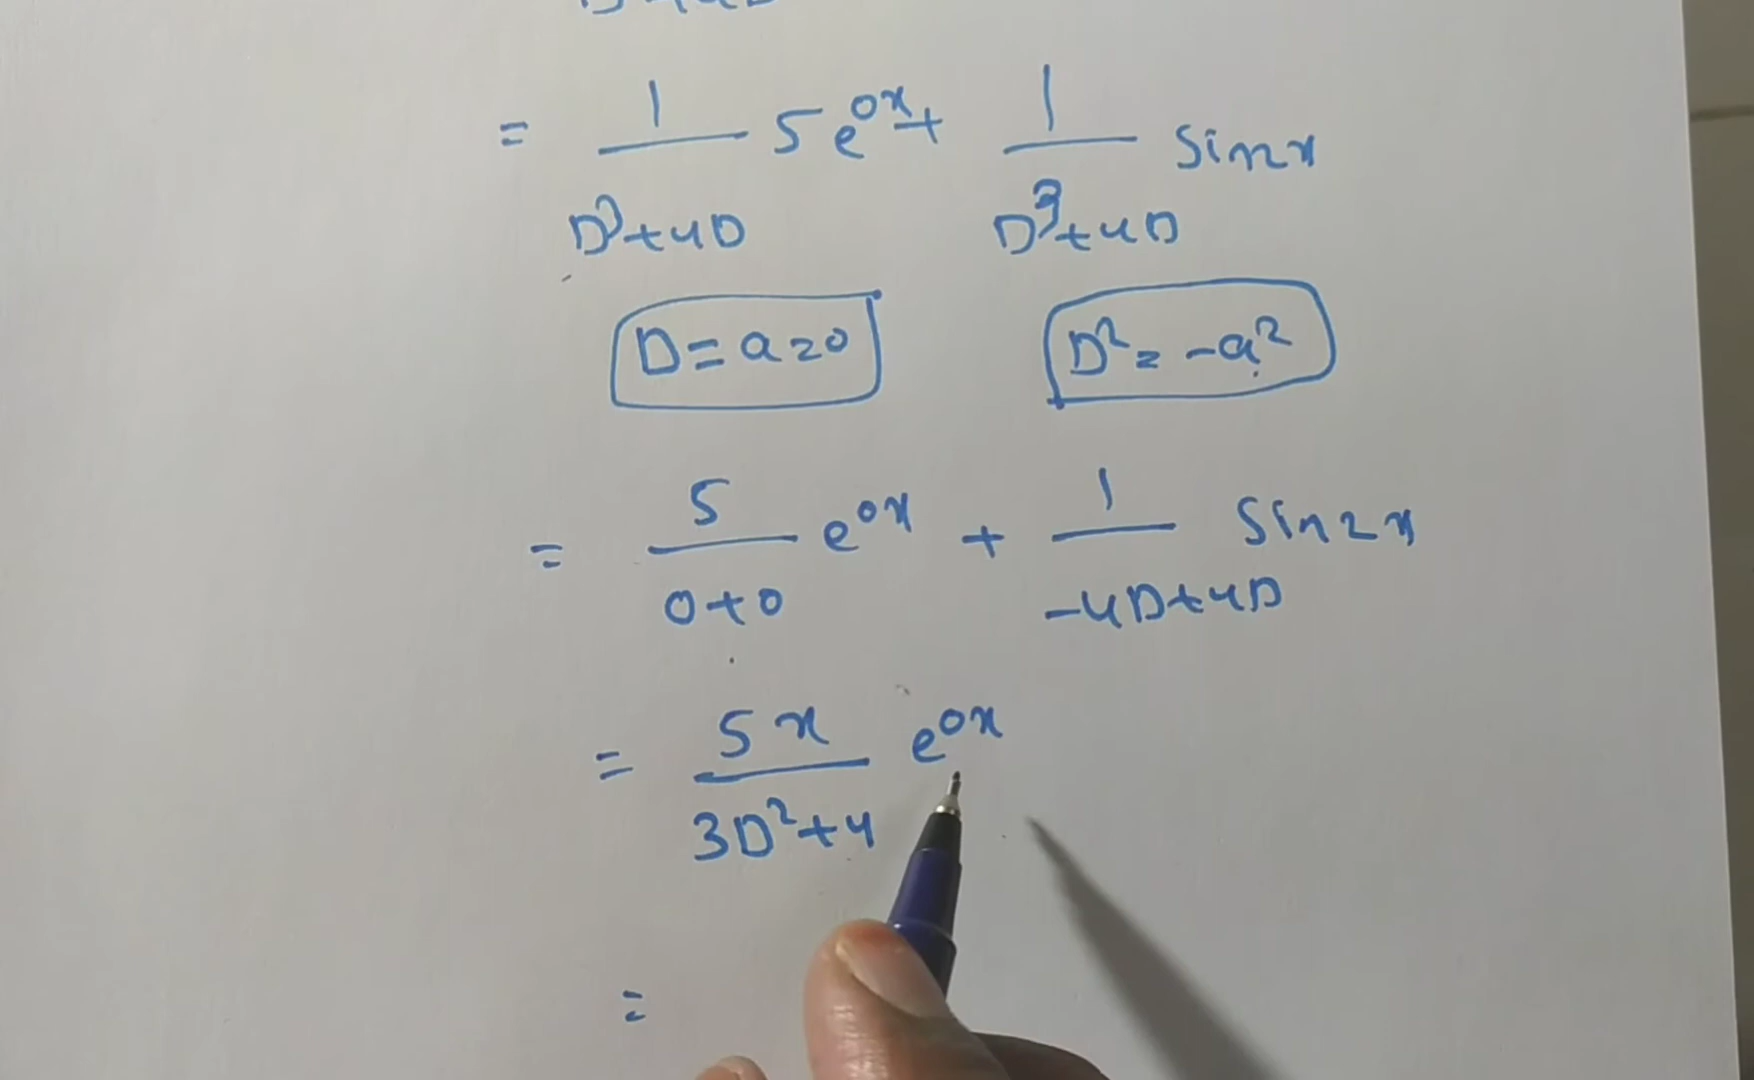 = 1/(D³+4D) 5e^(0x) + 1/(D³+4D) sin2x
D=a=0 D²=-a²
= 5/(0+0) e^(0x) + 1/(-4D+4D) sin2x
= 5x/(3D²+4) e^(0x)
=